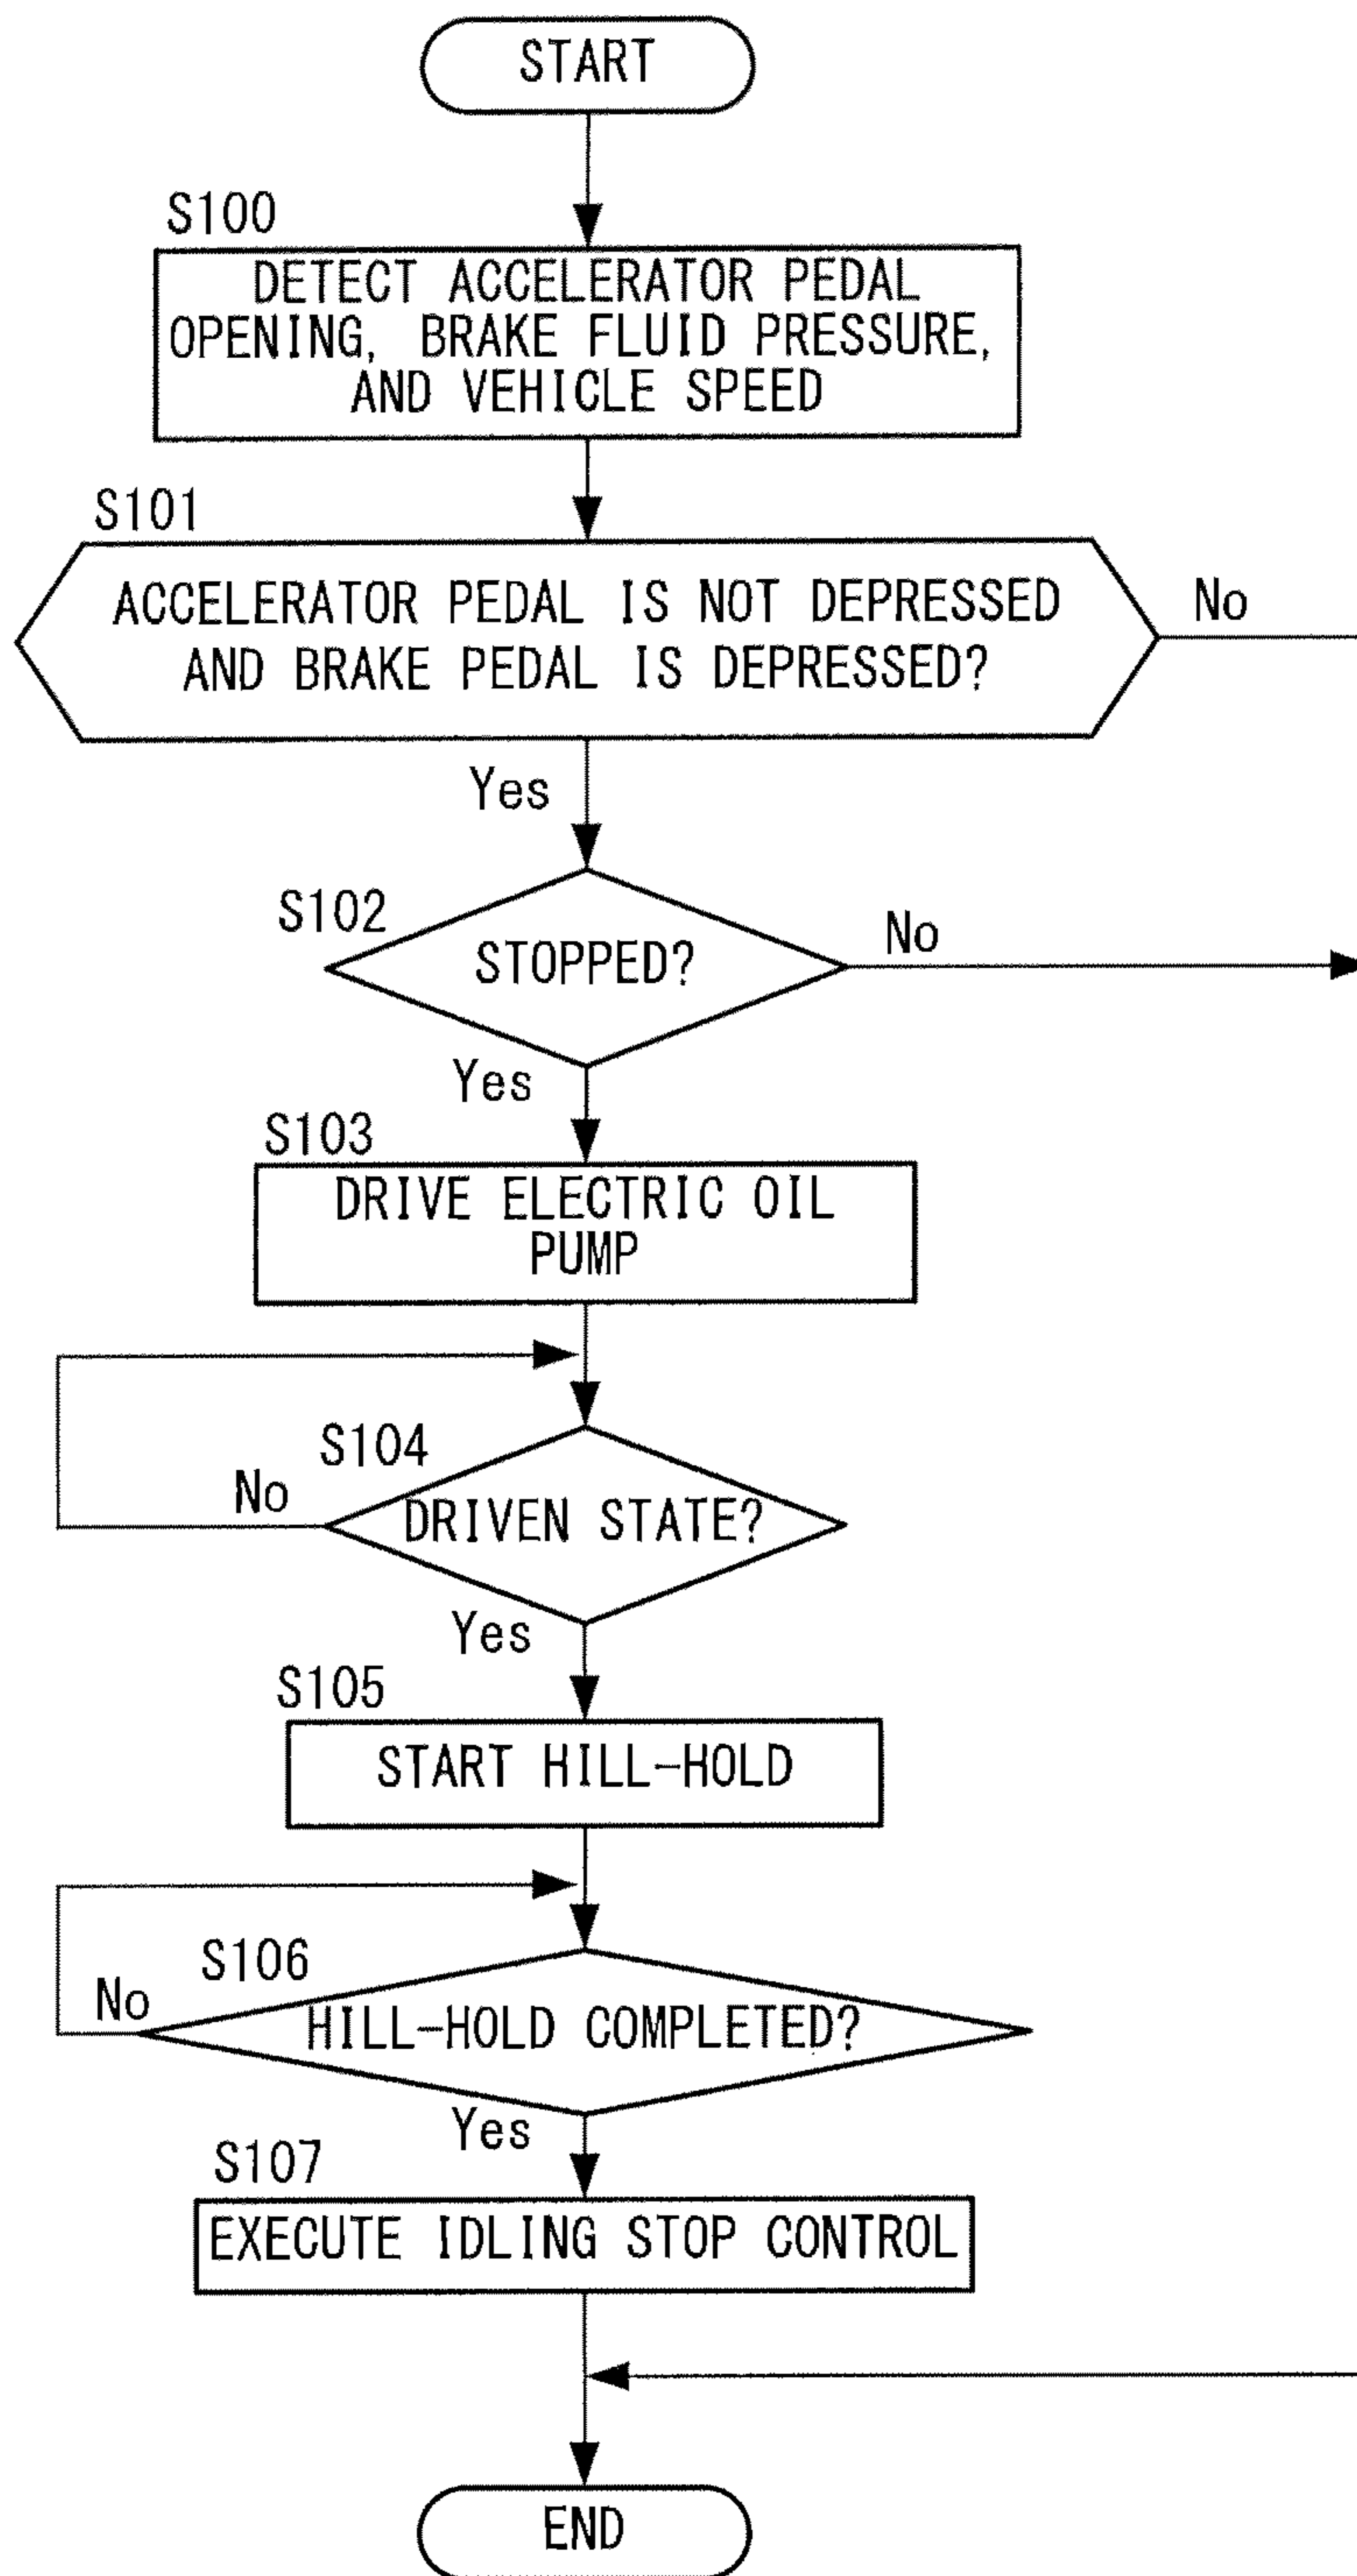 START
S100
DETECT ACCELERATOR PEDAL
OPENING, BRAKE FLUID PRESSURE,
AND VEHICLE SPEED
S101
ACCELERATOR PEDAL IS NOT DEPRESSED
AND BRAKE PEDAL IS DEPRESSED?
No
Yes
S102
STOPPED?
No
Yes
S103
DRIVE ELECTRIC OIL
PUMP
S104
No
DRIVEN STATE?
Yes
S105
START HILL-HOLD
S106
No
HILL-HOLD COMPLETED?
Yes
S107
EXECUTE IDLING STOP CONTROL
END